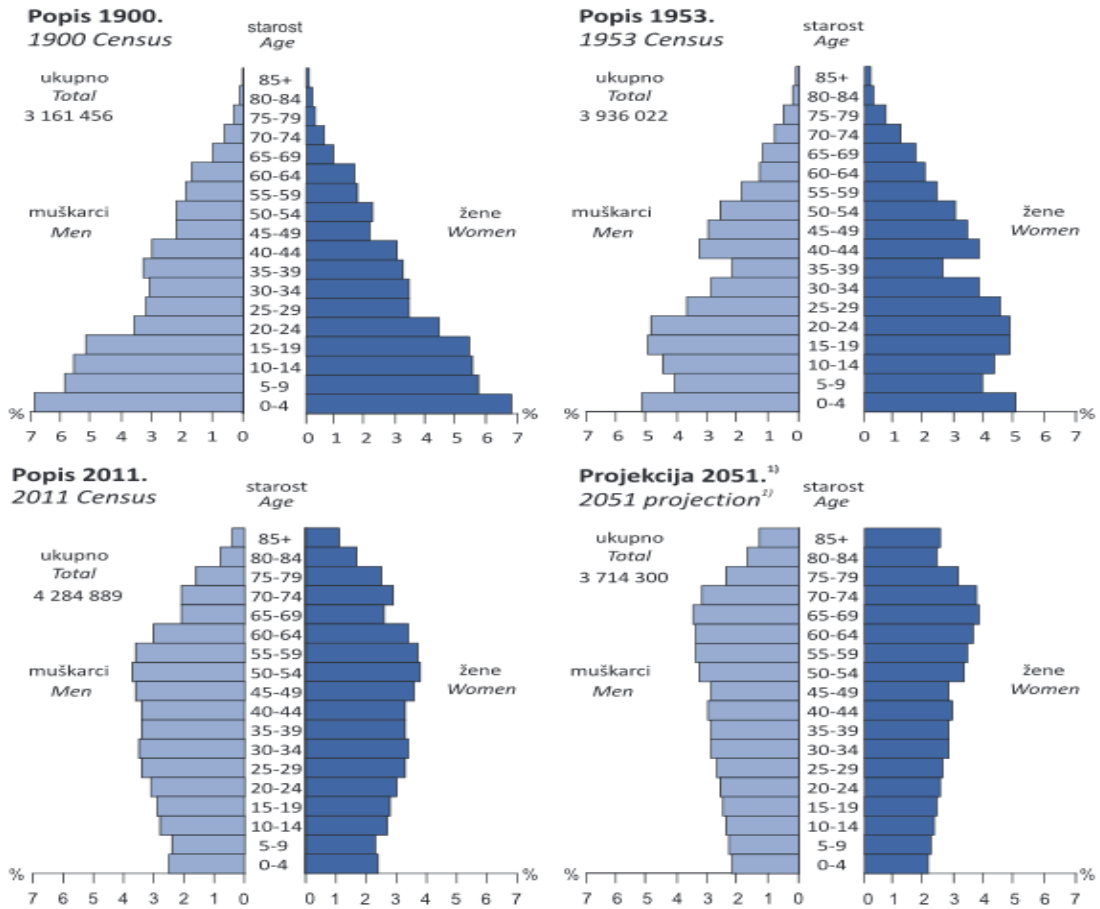 Popis 1900.
1900 Census
starost
Age
ukupno
Total
3 161 456
muškarci
Men
žene
Women
85+
80-84
75-79
70-74
65-69
60-64
55-59
50-54
45-49
40-44
35-39
30-34
25-29
20-24
15-19
10-14
5-9
0-4
% %
7 6 5 4 3 2 1 0 0 1 2 3 4 5 6 7
Popis 1953.
1953 Census
starost
Age
ukupno
Total
3 936 022
muškarci
Men
žene
Women
85+
80-84
75-79
70-74
65-69
60-64
55-59
50-54
45-49
40-44
35-39
30-34
25-29
20-24
15-19
10-14
5-9
0-4
% %
7 6 5 4 3 2 1 0 0 1 2 3 4 5 6 7
Popis 2011.
2011 Census
starost
Age
ukupno
Total
4 284 889
muškarci
Men
žene
Women
85+
80-84
75-79
70-74
65-69
60-64
55-59
50-54
45-49
40-44
35-39
30-34
25-29
20-24
15-19
10-14
5-9
0-4
% %
7 6 5 4 3 2 1 0 0 1 2 3 4 5 6 7
Projekcija 2051.¹⁾
2051 projection¹⁾
starost
Age
ukupno
Total
3 714 300
muškarci
Men
žene
Women
85+
80-84
75-79
70-74
65-69
60-64
55-59
50-54
45-49
40-44
35-39
30-34
25-29
20-24
15-19
10-14
5-9
0-4
% %
7 6 5 4 3 2 1 0 0 1 2 3 4 5 6 7